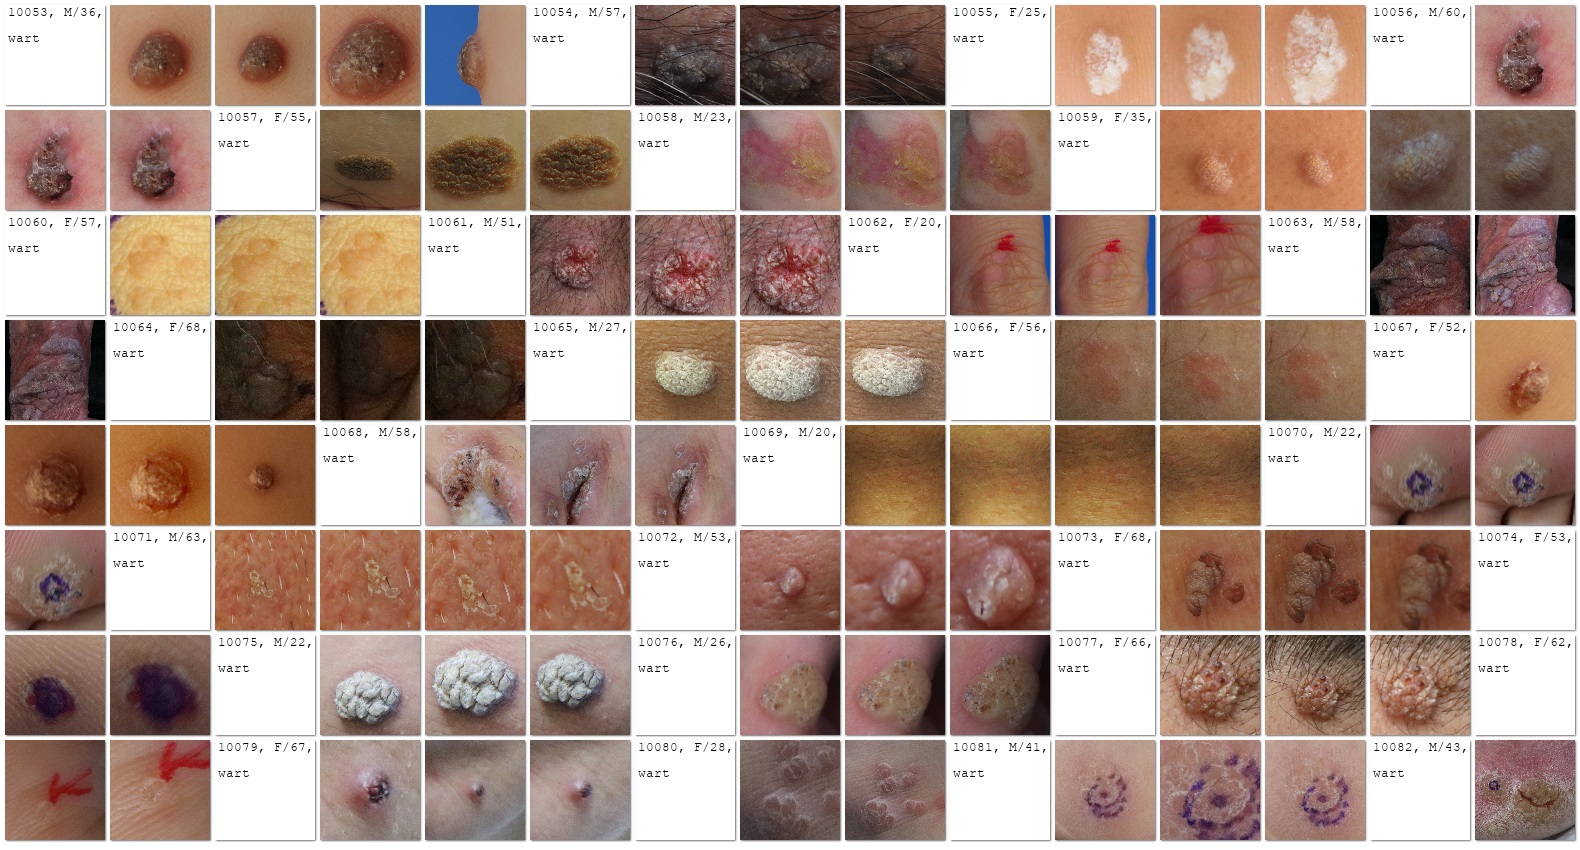 10053, M/36,
wart
10054, M/57,
wart
10055, F/25,
wart
10056, M/60,
wart
10057, F/55,
wart
10058, M/23,
wart
10059, F/35,
wart
10060, F/57,
wart
10061, M/51,
wart
10062, F/20,
wart
10063, M/58,
wart
10064, F/68,
wart
10065, M/27,
wart
10066, F/56,
wart
10067, F/52,
wart
10068, M/58,
wart
10069, M/20,
wart
10070, M/22,
wart
10071, M/63,
wart
10072, M/53,
wart
10073, F/68,
wart
10074, F/53,
wart
10075, M/22,
wart
10076, M/26,
wart
10077, F/66,
wart
10078, F/62,
wart
10079, F/67,
wart
10080, F/28,
wart
10081, M/41,
wart
10082, M/43,
wart